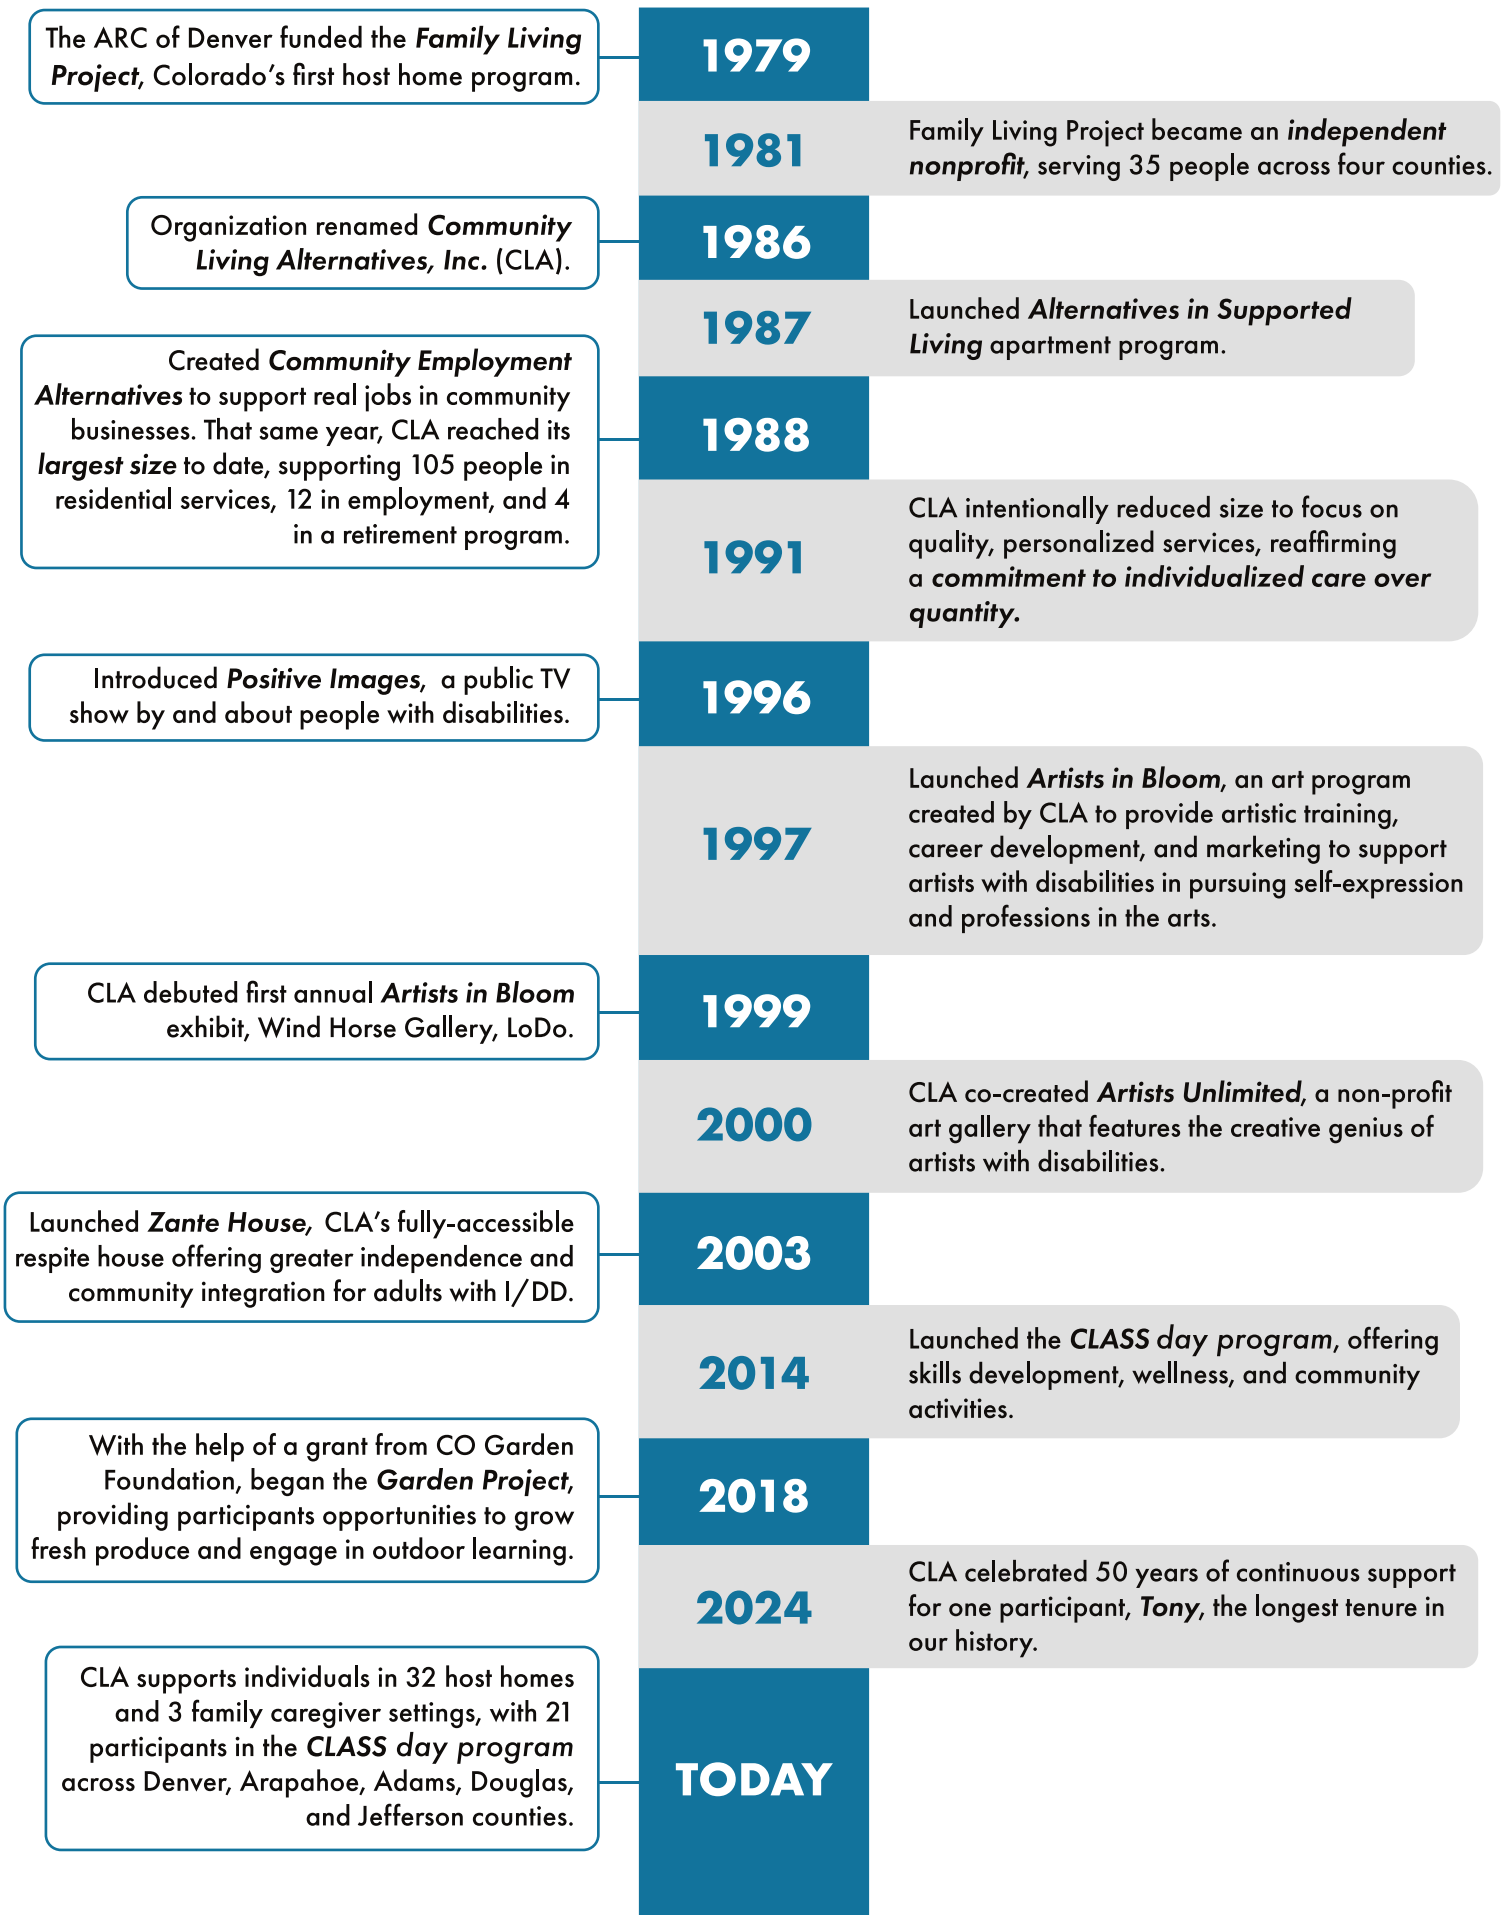 The ARC of Denver funded the Family Living
Project, Colorado’s first host home program.
1979
1981
Family Living Project became an independent
nonprofit, serving 35 people across four counties.
Organization renamed Community
Living Alternatives, Inc. (CLA).
1986
1987
Launched Alternatives in Supported
Living apartment program.
Created Community Employment
Alternatives to support real jobs in community
businesses. That same year, CLA reached its
largest size to date, supporting 105 people in
residential services, 12 in employment, and 4
in a retirement program.
1988
1991
CLA intentionally reduced size to focus on
quality, personalized services, reaffirming
a commitment to individualized care over
quantity.
Introduced Positive Images, a public TV
show by and about people with disabilities.
1996
1997
Launched Artists in Bloom, an art program
created by CLA to provide artistic training,
career development, and marketing to support
artists with disabilities in pursuing self-expression
and professions in the arts.
CLA debuted first annual Artists in Bloom
exhibit, Wind Horse Gallery, LoDo.
1999
2000
CLA co-created Artists Unlimited, a non-profit
art gallery that features the creative genius of
artists with disabilities.
Launched Zante House, CLA’s fully-accessible
respite house offering greater independence and
community integration for adults with I/DD.
2003
2014
Launched the CLASS day program, offering
skills development, wellness, and community
activities.
With the help of a grant from CO Garden
Foundation, began the Garden Project,
providing participants opportunities to grow
fresh produce and engage in outdoor learning.
2018
2024
CLA celebrated 50 years of continuous support
for one participant, Tony, the longest tenure in
our history.
CLA supports individuals in 32 host homes
and 3 family caregiver settings, with 21
participants in the CLASS day program
across Denver, Arapahoe, Adams, Douglas,
and Jefferson counties.
TODAY